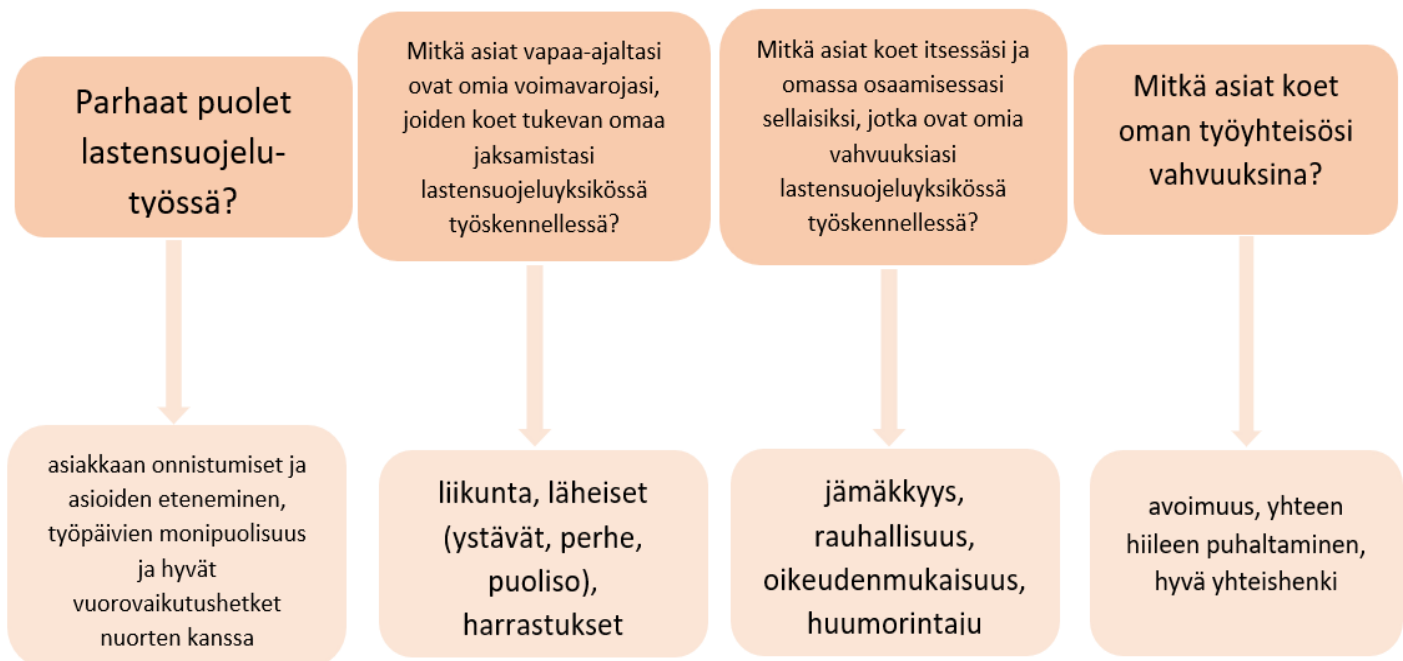 Parhaat puolet
lastensuojelu-
työssä?
Mitkä asiat vapaa-ajaltasi
ovat omia voimavarojasi,
joiden koet tukevan omaa
jaksamistasi
lastensuojeluyksikössä
työskennellessä?
Mitkä asiat koet itsessäsi ja
omassa osaamisessasi
sellaisiksi, jotka ovat omia
vahvuuksiasi
lastensuojeluyksikössä
työskennellessä?
Mitkä asiat koet
oman työyhteisösi
vahvuuksina?
asiakkaan onnistumiset ja
asioiden eteneminen,
työpäivien monipuolisuus
ja hyvät
vuorovaikutushetket
nuorten kanssa
liikunta, läheiset
(ystävät, perhe,
puoliso),
harrastukset
jämäkkyys,
rauhallisuus,
oikeudenmukaisuus,
huumorintaju
avoimuus, yhteen
hiileen puhaltaminen,
hyvä yhteishenki